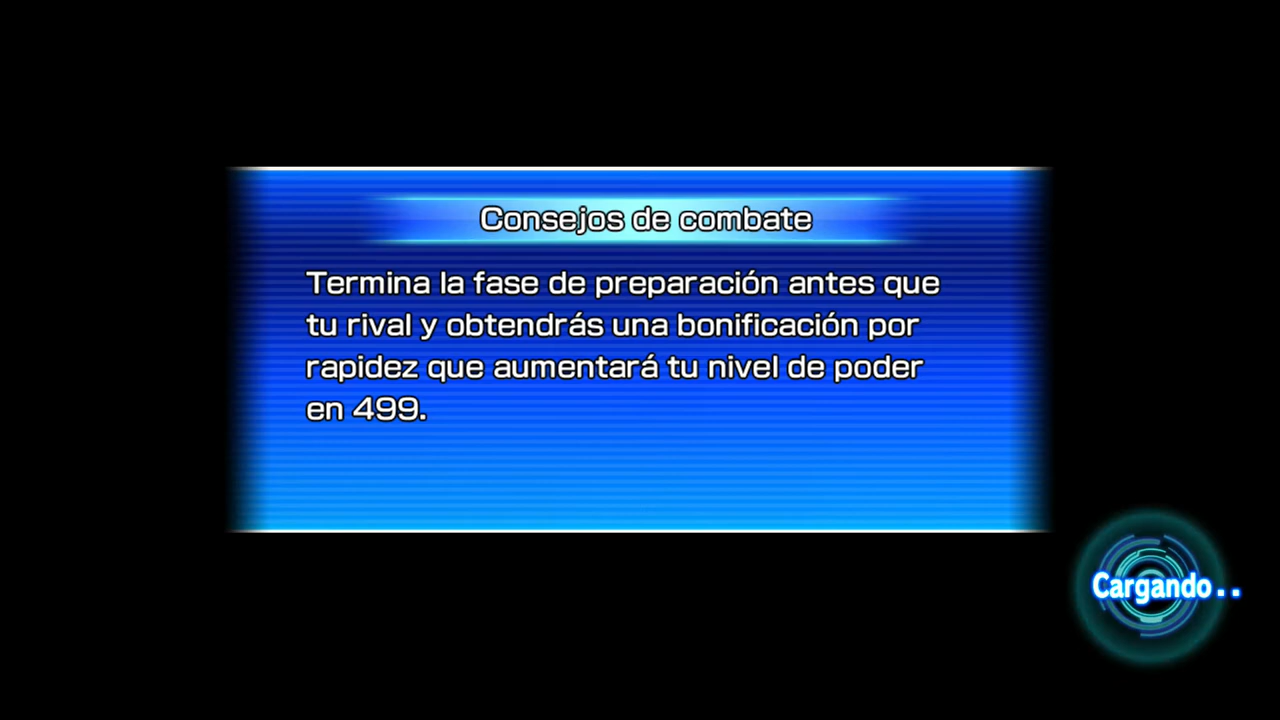 Consejos de combate
Termina la fase de preparación antes que
tu rival y obtendrás una bonificación por
rapidez que aumentará tu nivel de poder
en 499.
Cargando..